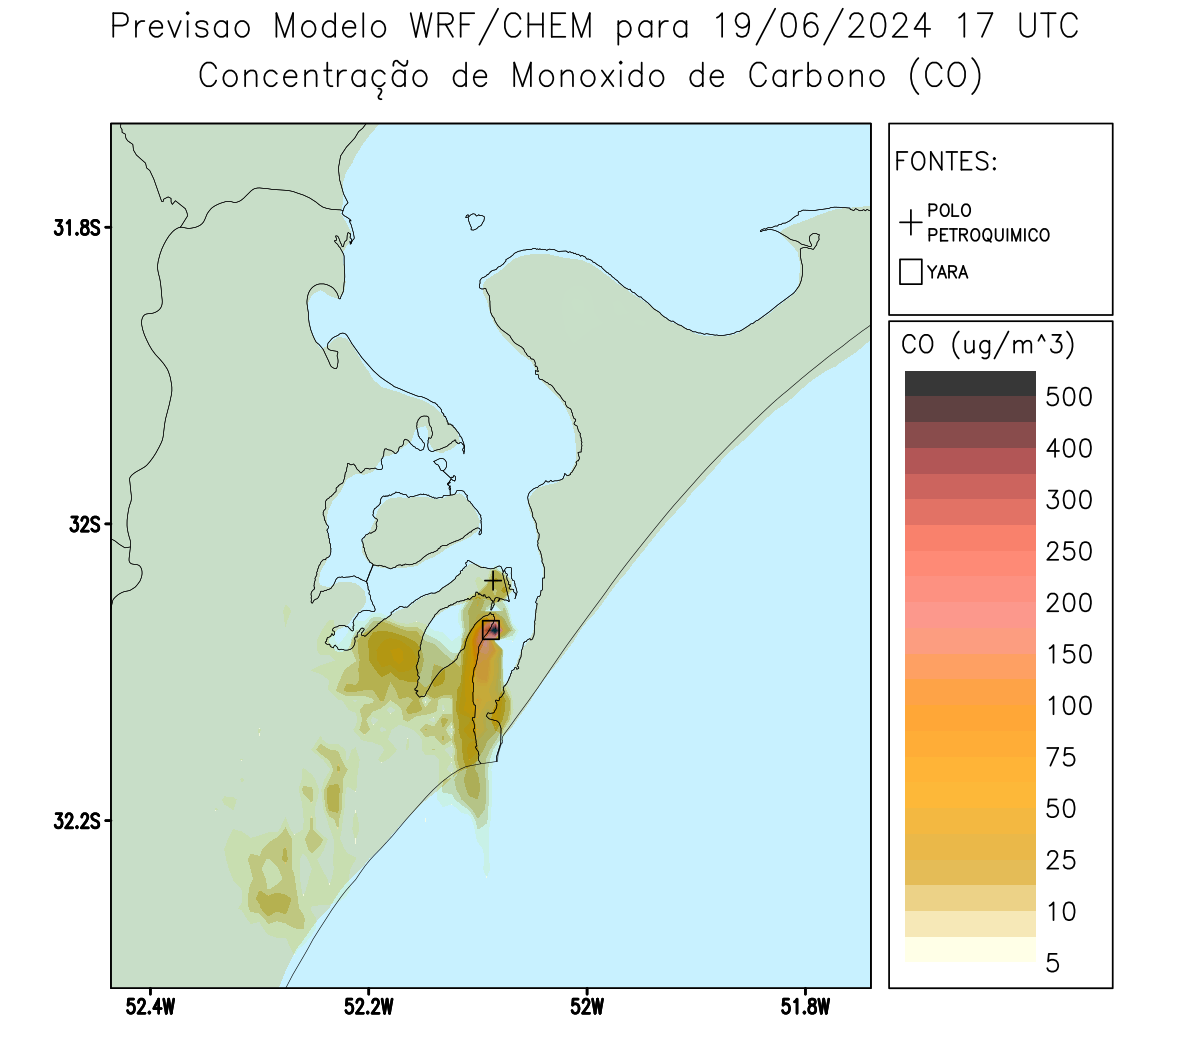 Previsao Modelo WRF/CHEM para 19/06/2024 17 UTC
Concentração de Monoxido de Carbono (CO)
FONTES:
POLO
PETROQUIMICO
YARA
CO (ug/m^3)
500
400
300
250
200
150
100
75
50
25
10
5
31.8S
32S
32.2S
52.4W
52.2W
52W
51.8W